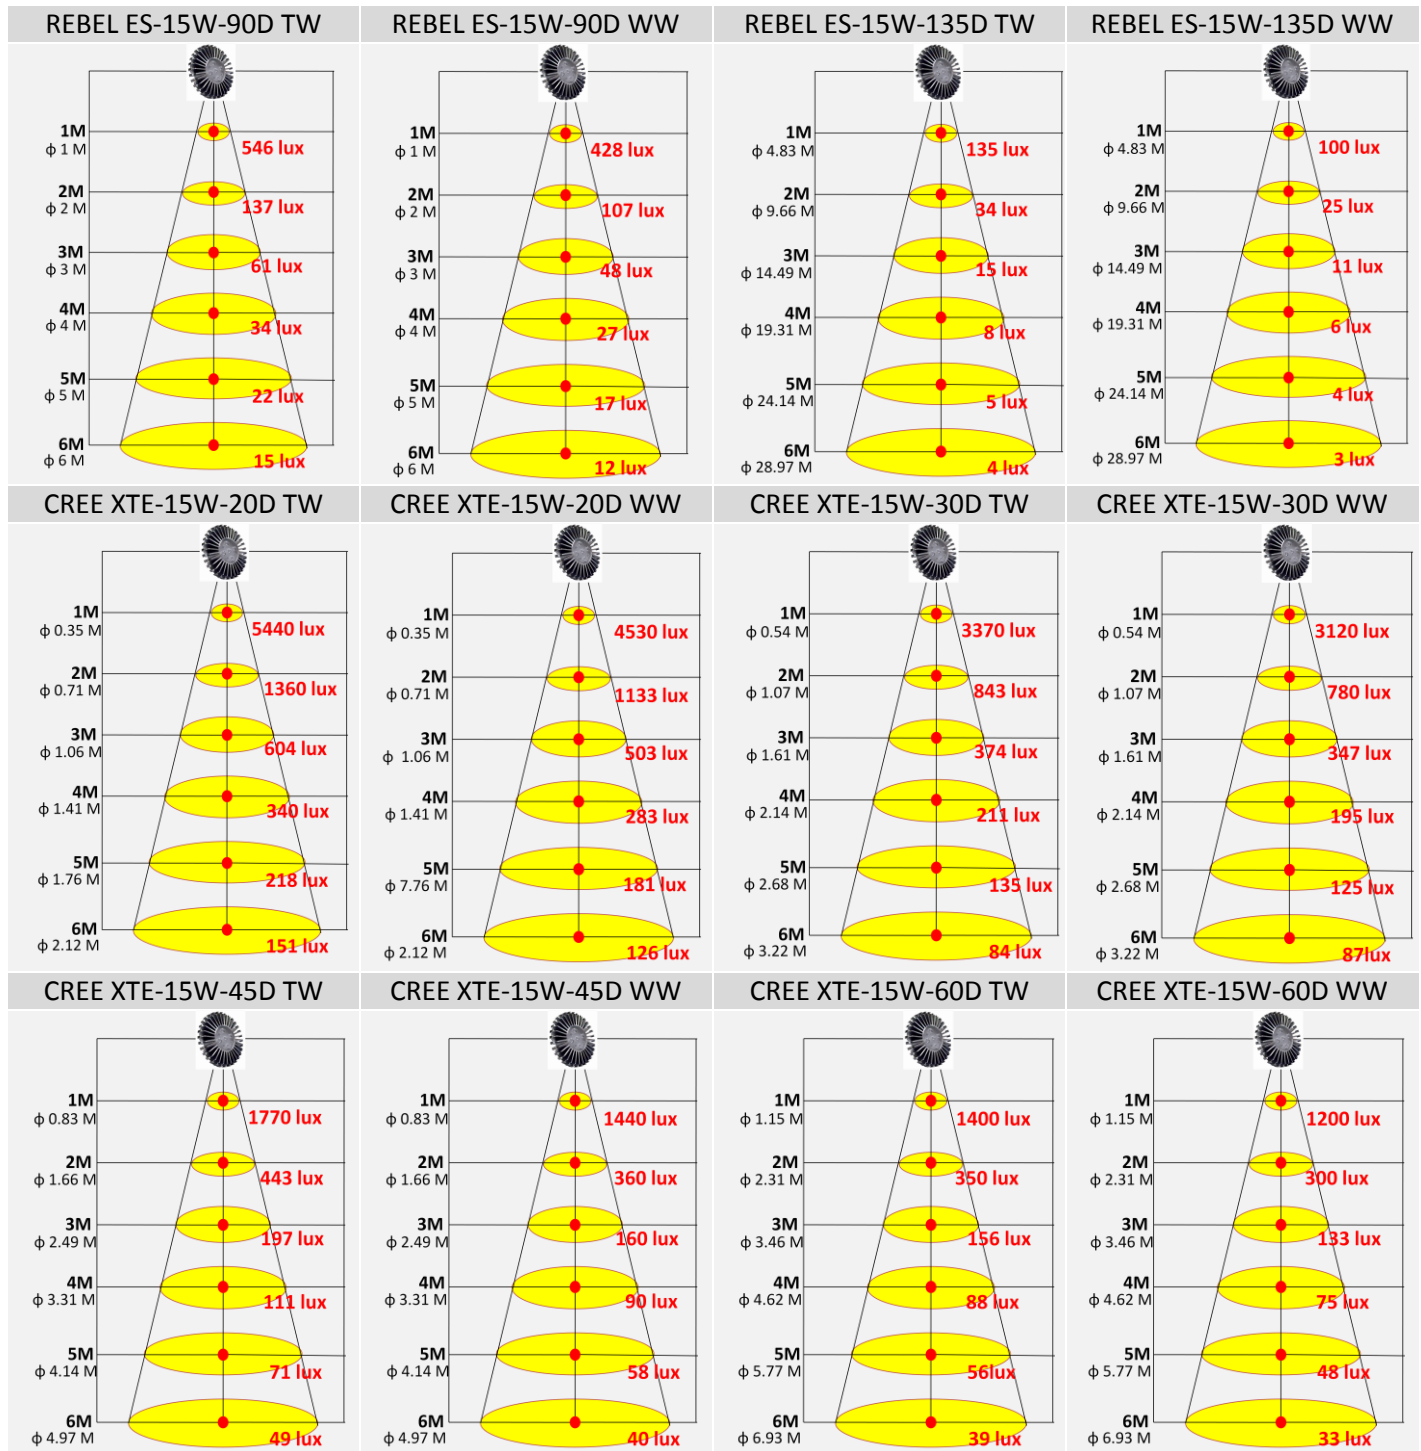 REBEL ES-15W-90D TW
1M
ϕ 1 M
546 lux
2M
ϕ 2 M
137 lux
3M
ϕ 3 M
61 lux
4M
ϕ 4 M
34 lux
5M
ϕ 5 M
22 lux
6M
ϕ 6 M
15 lux
REBEL ES-15W-90D WW
1M
ϕ 1 M
428 lux
2M
ϕ 2 M
107 lux
3M
ϕ 3 M
48 lux
4M
ϕ 4 M
27 lux
5M
ϕ 5 M
17 lux
6M
ϕ 6 M
12 lux
REBEL ES-15W-135D TW
1M
ϕ 4.83 M
135 lux
2M
ϕ 9.66 M
34 lux
3M
ϕ 14.49 M
15 lux
4M
ϕ 19.31 M
8 lux
5M
ϕ 24.14 M
5 lux
6M
ϕ 28.97 M
4 lux
REBEL ES-15W-135D WW
1M
ϕ 4.83 M
100 lux
2M
ϕ 9.66 M
25 lux
3M
ϕ 14.49 M
11 lux
4M
ϕ 19.31 M
6 lux
5M
ϕ 24.14 M
4 lux
6M
ϕ 28.97 M
3 lux
CREE XTE-15W-20D TW
1M
ϕ 0.35 M
5440 lux
2M
ϕ 0.71 M
1360 lux
3M
ϕ 1.06 M
604 lux
4M
ϕ 1.41 M
340 lux
5M
ϕ 1.76 M
218 lux
6M
ϕ 2.12 M
151 lux
CREE XTE-15W-20D WW
1M
ϕ 0.35 M
4530 lux
2M
ϕ 0.71 M
1133 lux
3M
ϕ 1.06 M
503 lux
4M
ϕ 1.41 M
283 lux
5M
ϕ 7.76 M
181 lux
6M
ϕ 2.12 M
126 lux
CREE XTE-15W-30D TW
1M
ϕ 0.54 M
3370 lux
2M
ϕ 1.07 M
843 lux
3M
ϕ 1.61 M
374 lux
4M
ϕ 2.14 M
211 lux
5M
ϕ 2.68 M
135 lux
6M
ϕ 3.22 M
84 lux
CREE XTE-15W-30D WW
1M
ϕ 0.54 M
3120 lux
2M
ϕ 1.07 M
780 lux
3M
ϕ 1.61 M
347 lux
4M
ϕ 2.14 M
195 lux
5M
ϕ 2.68 M
125 lux
6M
ϕ 3.22 M
87lux
CREE XTE-15W-45D TW
1M
ϕ 0.83 M
1770 lux
2M
ϕ 1.66 M
443 lux
3M
ϕ 2.49 M
197 lux
4M
ϕ 3.31 M
111 lux
5M
ϕ 4.14 M
71 lux
6M
ϕ 4.97 M
49 lux
CREE XTE-15W-45D WW
1M
ϕ 0.83 M
1440 lux
2M
ϕ 1.66 M
360 lux
3M
ϕ 2.49 M
160 lux
4M
ϕ 3.31 M
90 lux
5M
ϕ 4.14 M
58 lux
6M
ϕ 4.97 M
40 lux
CREE XTE-15W-60D TW
1M
ϕ 1.15 M
1400 lux
2M
ϕ 2.31 M
350 lux
3M
ϕ 3.46 M
156 lux
4M
ϕ 4.62 M
88 lux
5M
ϕ 5.77 M
56lux
6M
ϕ 6.93 M
39 lux
CREE XTE-15W-60D WW
1M
ϕ 1.15 M
1200 lux
2M
ϕ 2.31 M
300 lux
3M
ϕ 3.46 M
133 lux
4M
ϕ 4.62 M
75 lux
5M
ϕ 5.77 M
48 lux
6M
ϕ 6.93 M
33 lux